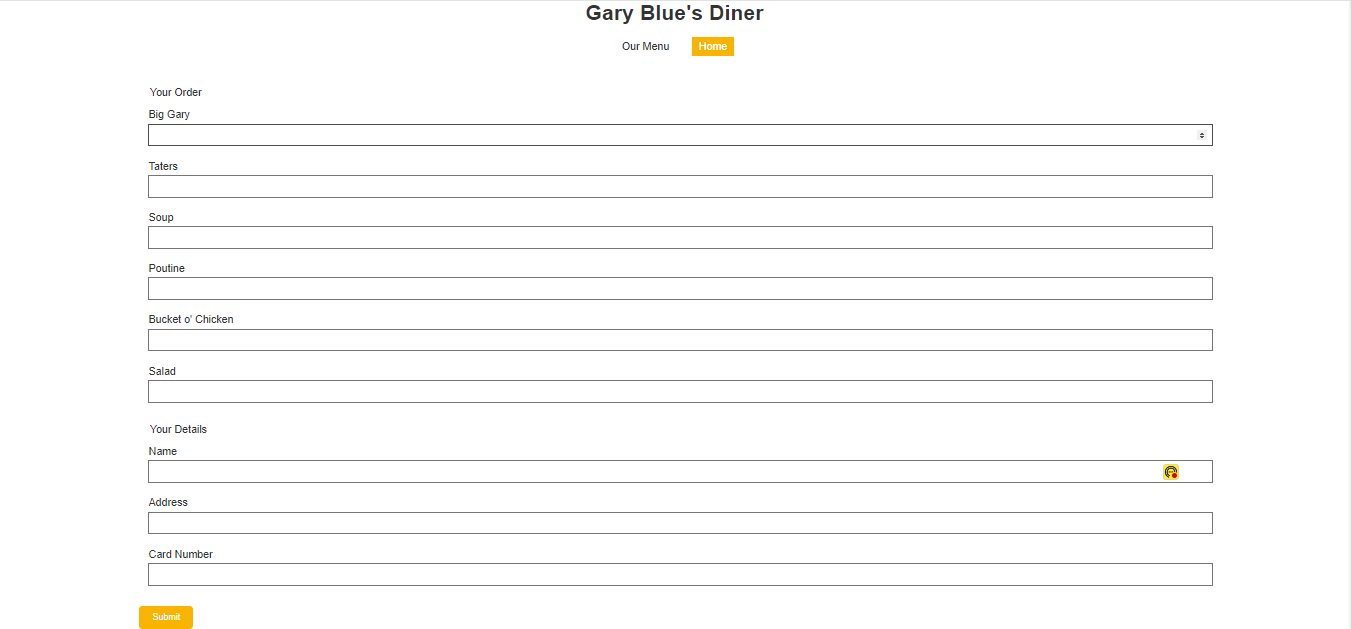 Gary Blue's Diner
Our Menu Home
Your Order
Big Gary
Taters
Soup
Poutine
Bucket o' Chicken
Salad
Your Details
Name
Address
Card Number
Submit